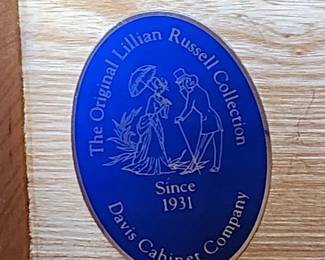 The Original Lillian Russell Collection
Since
1931
Davis Cabinet Company